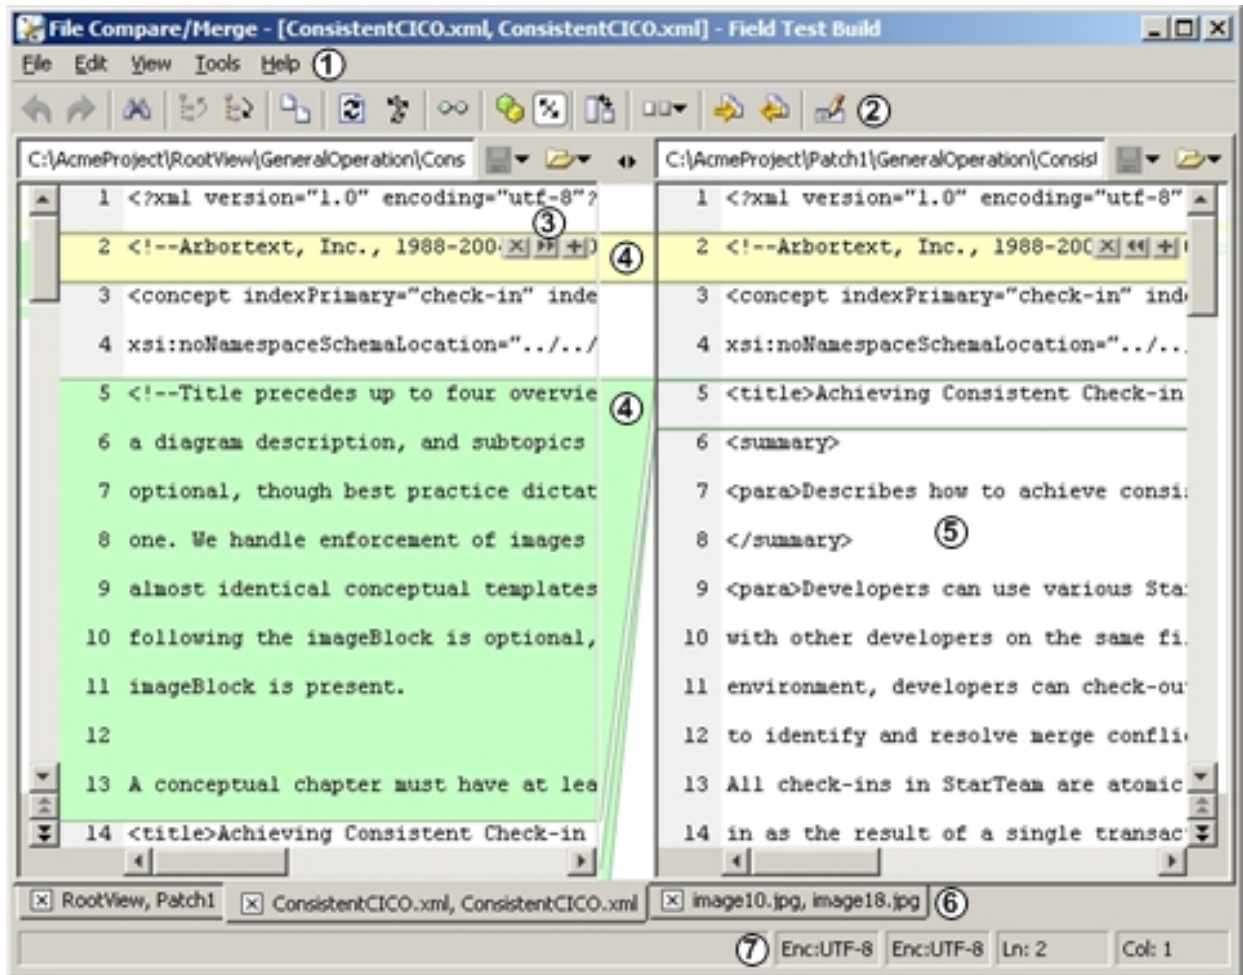 File Compare/Merge - [ConsistentCICO.xml, ConsistentCICO.xml] - Field Test Build
File Edit View Tools Help ①
②
C:\AcmeProject\RootView\GeneralOperation\Cons
C:\AcmeProject\Patch1\GeneralOperation\Consist
1 <?xml version="1.0" encoding="utf-8"?
③
2 <!--Arbortext, Inc., 1988-200
④
3 <concept indexPrimary="check-in" inde
4 xsi:noNamespaceSchemaLocation="../../
5 <!--Title precedes up to four overvie
④
6 a diagram description, and subtopics
7 optional, though best practice dictat
8 one. We handle enforcement of images
9 almost identical conceptual templates
10 following the imageBlock is optional,
11 imageBlock is present.
12
13 A conceptual chapter must have at lea
14 <title>Achieving Consistent Check-in
1 <?xml version="1.0" encoding="utf-8"
2 <!--Arbortext, Inc., 1988-200
3 <concept indexPrimary="check-in" ind
4 xsi:noNamespaceSchemaLocation="../..
5 <title>Achieving Consistent Check-in
6 <summary>
7 <para>Describes how to achieve consi
8 </summary>
⑤
9 <para>Developers can use various Sta
10 with other developers on the same fi
11 environment, developers can check-ou
12 to identify and resolve merge confli
13 All check-ins in StarTeam are atomic
14 in as the result of a single transac
RootView, Patch1
ConsistentCICO.xml, ConsistentCICO.xml
image10.jpg, image18.jpg ⑥
⑦ Enc:UTF-8 Enc:UTF-8 Ln: 2 Col: 1